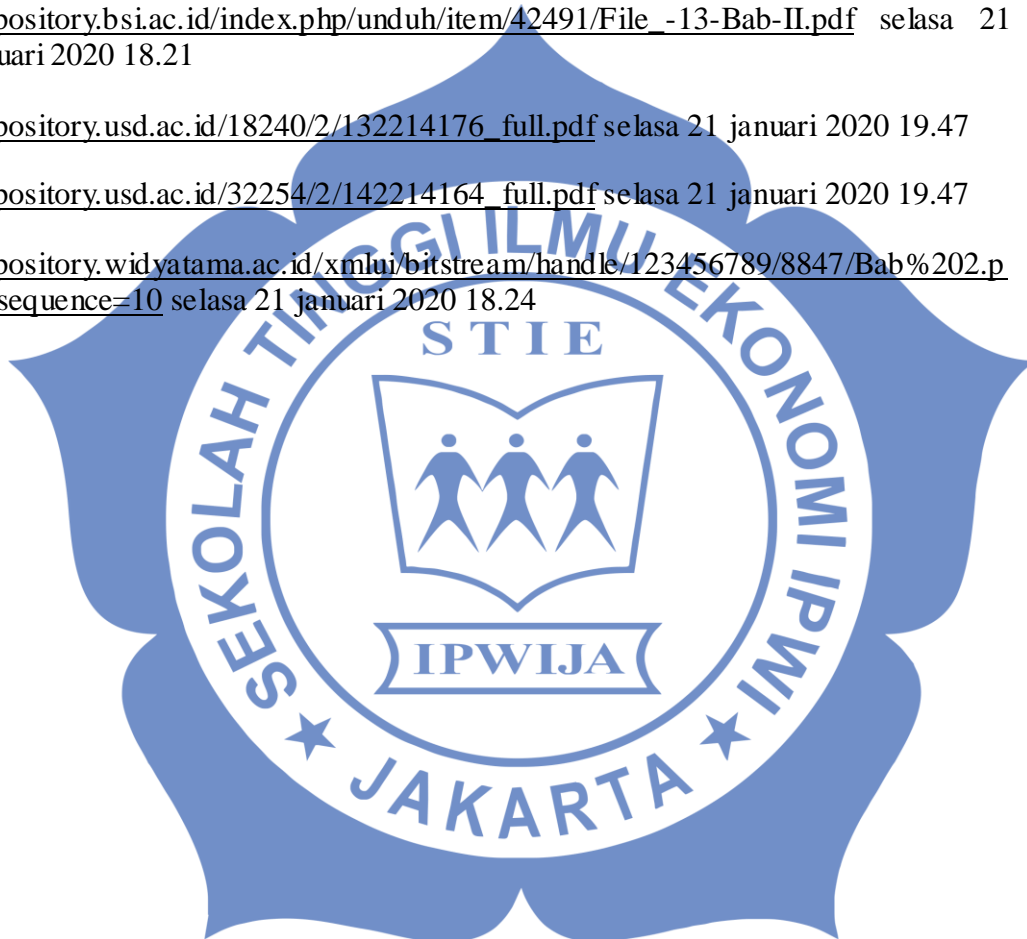 pository.bsi.ac.id/index.php/unduh/item/42491/File_-13-Bab-II.pdf selasa 21
uari 2020 18.21
pository.usd.ac.id/18240/2/132214176_full.pdf selasa 21 januari 2020 19.47
pository.usd.ac.id/32254/2/142214164_full.pdf selasa 21 januari 2020 19.47
pository.widyatama.ac.id/xmlui/bitstream/handle/123456789/8847/Bab%202.p
sequence=10 selasa 21 januari 2020 18.24
SEKOLAH TINGGI ILMU EKONOMI IPWI
STIE
IPWIJA
JAKARTA